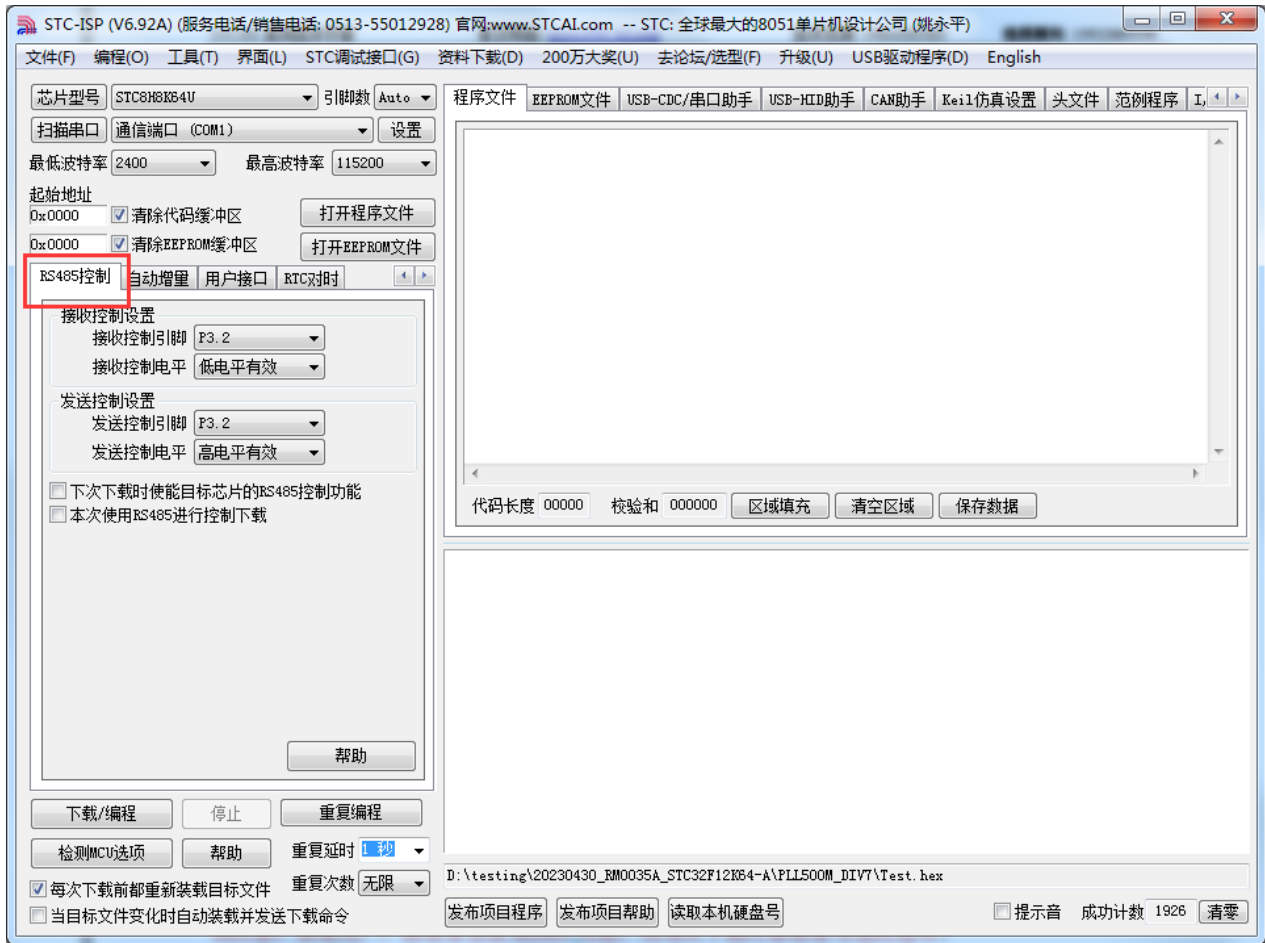 STC-ISP (V6.92A) (服务电话/销售电话: 0513-55012928) 官网:www.STCAI.com -- STC: 全球最大的8051单片机设计公司 (姚永平)
文件(F) 编程(O) 工具(T) 界面(L) STC调试接口(G) 资料下载(D) 200万大奖(U) 去论坛/选型(F) 升级(U) USB驱动程序(D) English
芯片型号 STC8H8K64U 引脚数 Auto
扫描串口 通信端口 (COM1) 设置
最低波特率 2400 最高波特率 115200
起始地址
0x0000 清除代码缓冲区 打开程序文件
0x0000 清除EEPROM缓冲区 打开EEPROM文件
RS485控制 自动增量 用户接口 RTC对时
接收控制设置
接收控制引脚 P3.2
接收控制电平 低电平有效
发送控制设置
发送控制引脚 P3.2
发送控制电平 高电平有效
下次下载时使能目标芯片的RS485控制功能
本次使用RS485进行控制下载
帮助
下载/编程 停止 重复编程
检测MCU选项 帮助 重复延时 1 秒
每次下载前都重新装载目标文件 重复次数 无限
当目标文件变化时自动装载并发送下载命令
程序文件 EEPROM文件 USB-CDC/串口助手 USB-HID助手 CAN助手 Keil仿真设置 头文件 范例程序 I,
代码长度 00000 校验和 000000 区域填充 清空区域 保存数据
D:\testing\20230430_RM0035A_STC32F12K64-A\PLL500M_DIV7\Test.hex
发布项目程序 发布项目帮助 读取本机硬盘号 提示音 成功计数 1926 清零